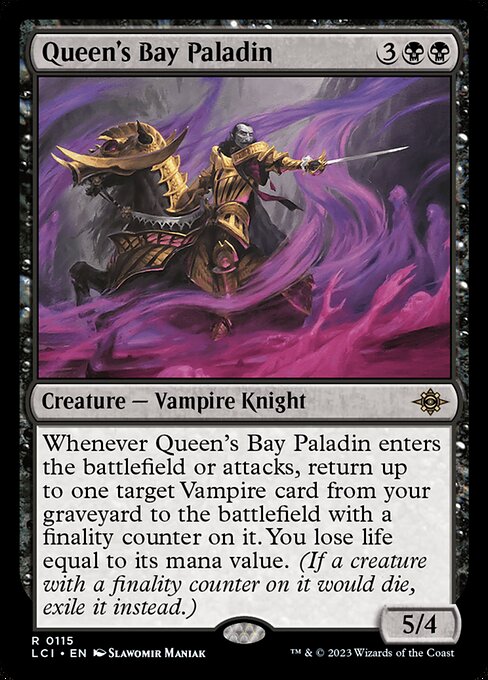 Queen's Bay Paladin 3
Creature — Vampire Knight
Whenever Queen's Bay Paladin enters
the battlefield or attacks, return up
to one target Vampire card from your
graveyard to the battlefield with a
finality counter on it. You lose life
equal to its mana value. (If a creature
with a finality counter on it would die,
exile it instead.)
5/4
R 0115
LCI • EN Slawomir Maniak
™ & © 2023 Wizards of the Coast